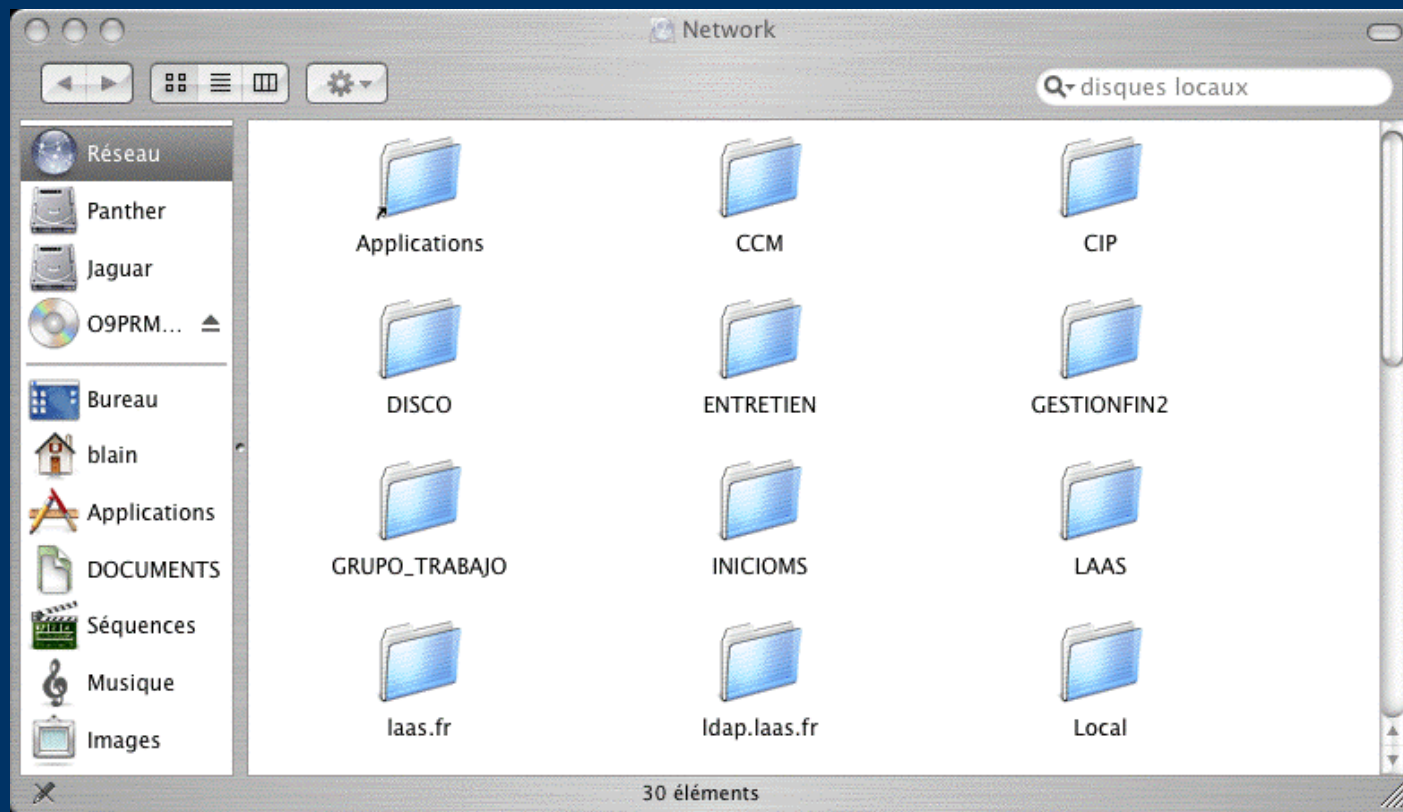 Network
disques locaux
Réseau
Panther
Jaguar
O9PRM...
Bureau
blain
Applications
DOCUMENTS
Séquences
Musique
Images
Applications
CCM
CIP
DISCO
ENTRETIEN
GESTIONFIN2
GRUPO_TRABAJO
INICIOMS
LAAS
laas.fr
ldap.laas.fr
Local
30 éléments